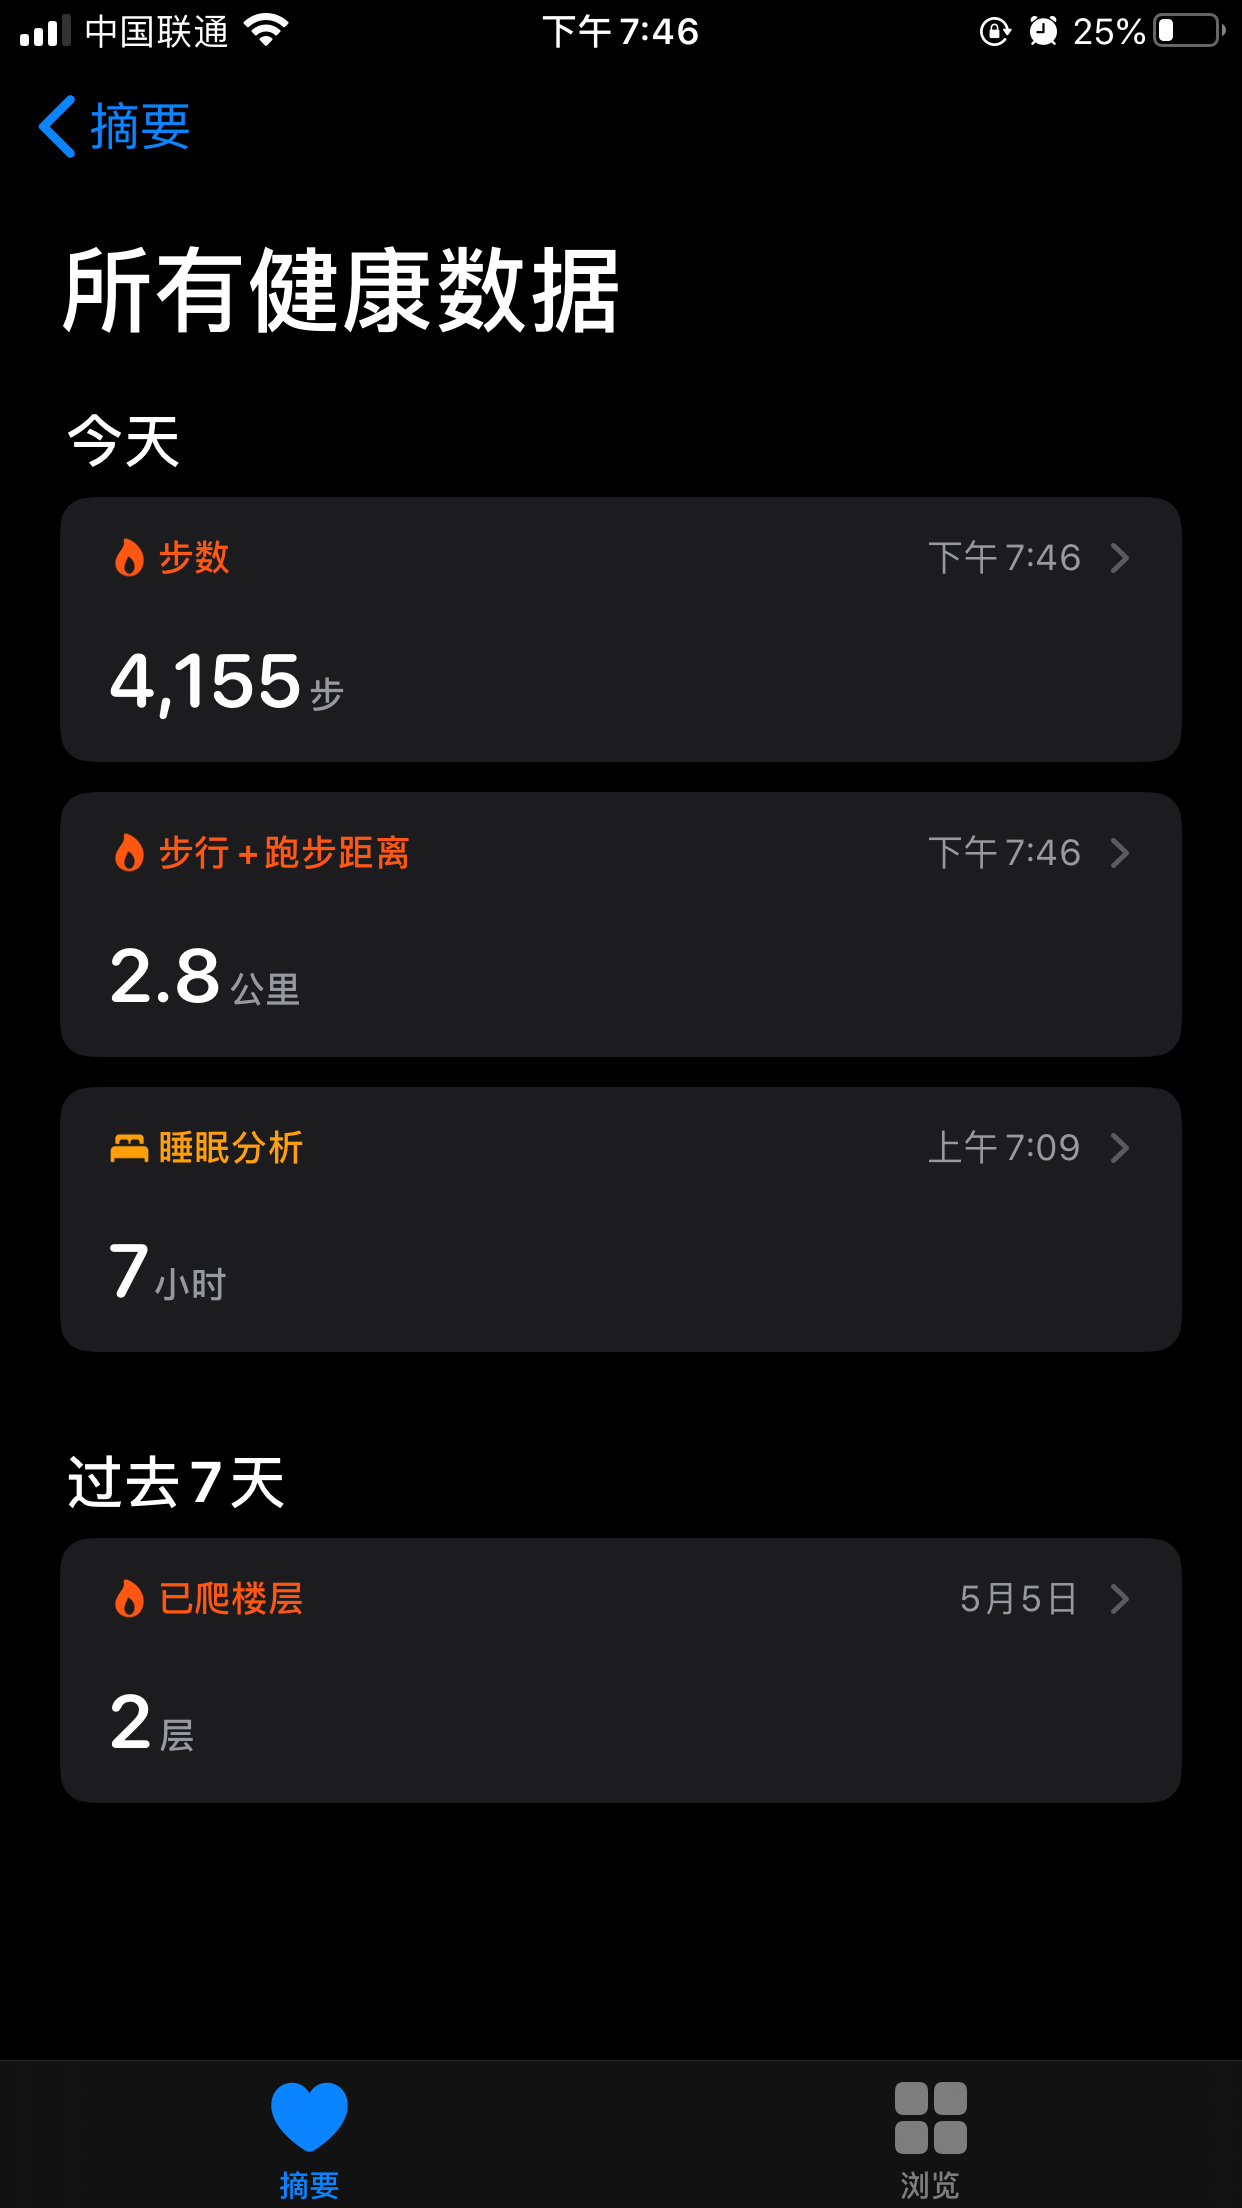 中国联通 下午 7:46 25%
摘要
所有健康数据
今天
步数 下午 7:46
4,155 步
步行 + 跑步距离 下午 7:46
2.8 公里
睡眠分析 上午 7:09
7 小时
过去 7 天
已爬楼层 5月5日
2 层
摘要 浏览